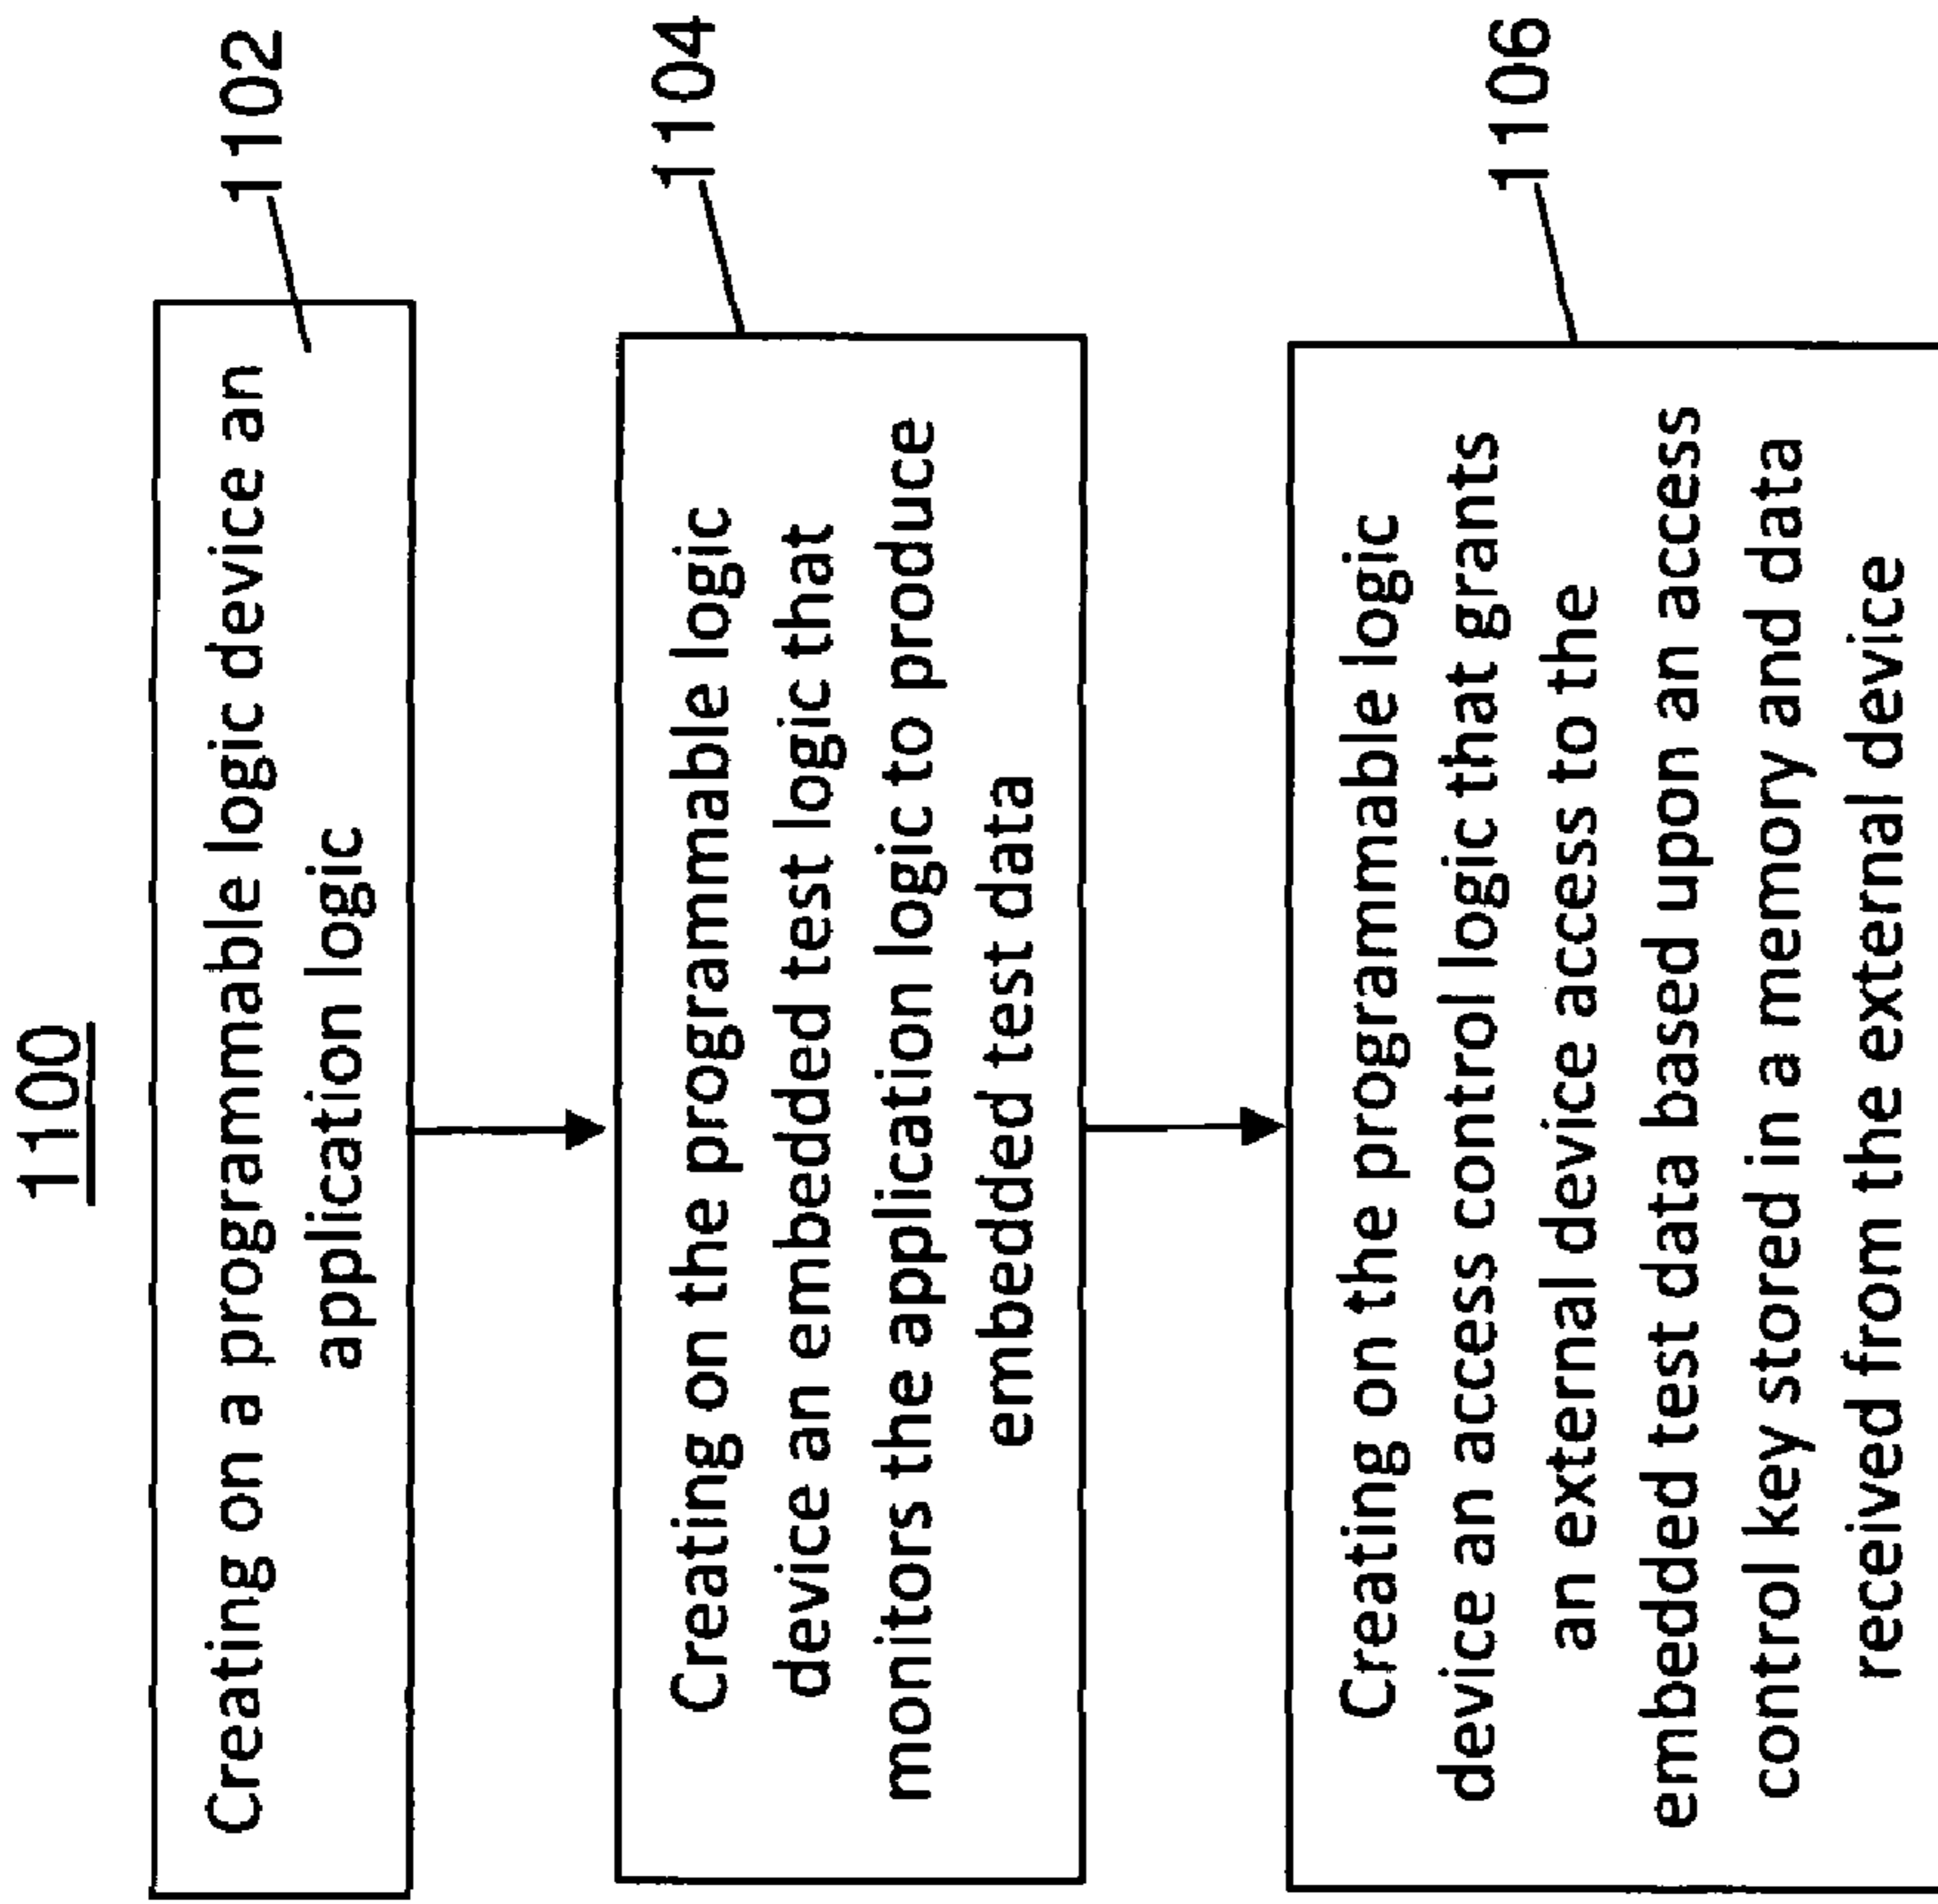 1100
Creating on a programmable logic device an
application logic
1102
Creating on the programmable logic
device an embedded test logic that
monitors the application logic to produce
embedded test data
1104
Creating on the programmable logic
device an access control logic that grants
an external device access to the
embedded test data based upon an access
control key stored in a memory and data
received from the external device
1106